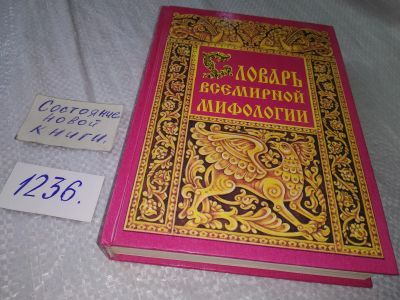 Состояние
новой
книги.
1236.
Словарь
всемирной
мифологии